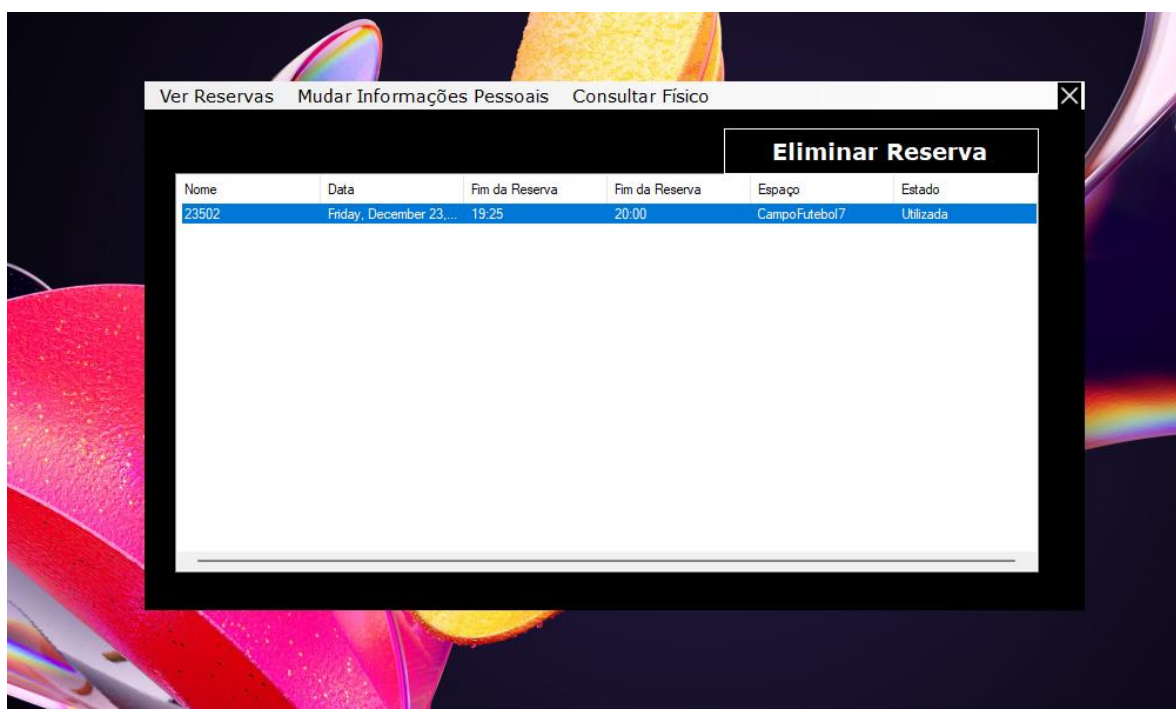 Ver Reservas Mudar Informações Pessoais Consultar Físico
Eliminar Reserva
Nome Data Fim da Reserva Fim da Reserva Espaço Estado
23502 Friday, December 23,... 19:25 20:00 CampoFutebol7 Utilizada